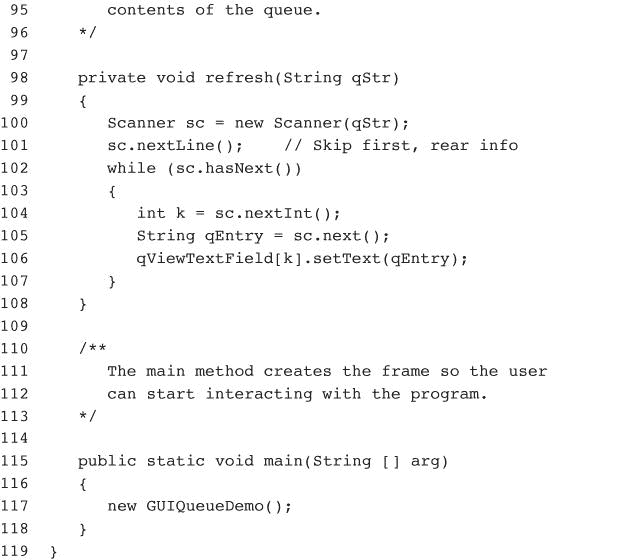 95         contents of the queue.
96      */
97
98      private void refresh(String qStr)
99      {
100        Scanner sc = new Scanner(qStr);
101        sc.nextLine();    // Skip first, rear info
102        while (sc.hasNext())
103        {
104           int k = sc.nextInt();
105           String qEntry = sc.next();
106           qViewTextField[k].setText(qEntry);
107        }
108     }
109
110     /**
111        The main method creates the frame so the user
112        can start interacting with the program.
113     */
114
115     public static void main(String [] arg)
116     {
117        new GUIQueueDemo();
118     }
119  }